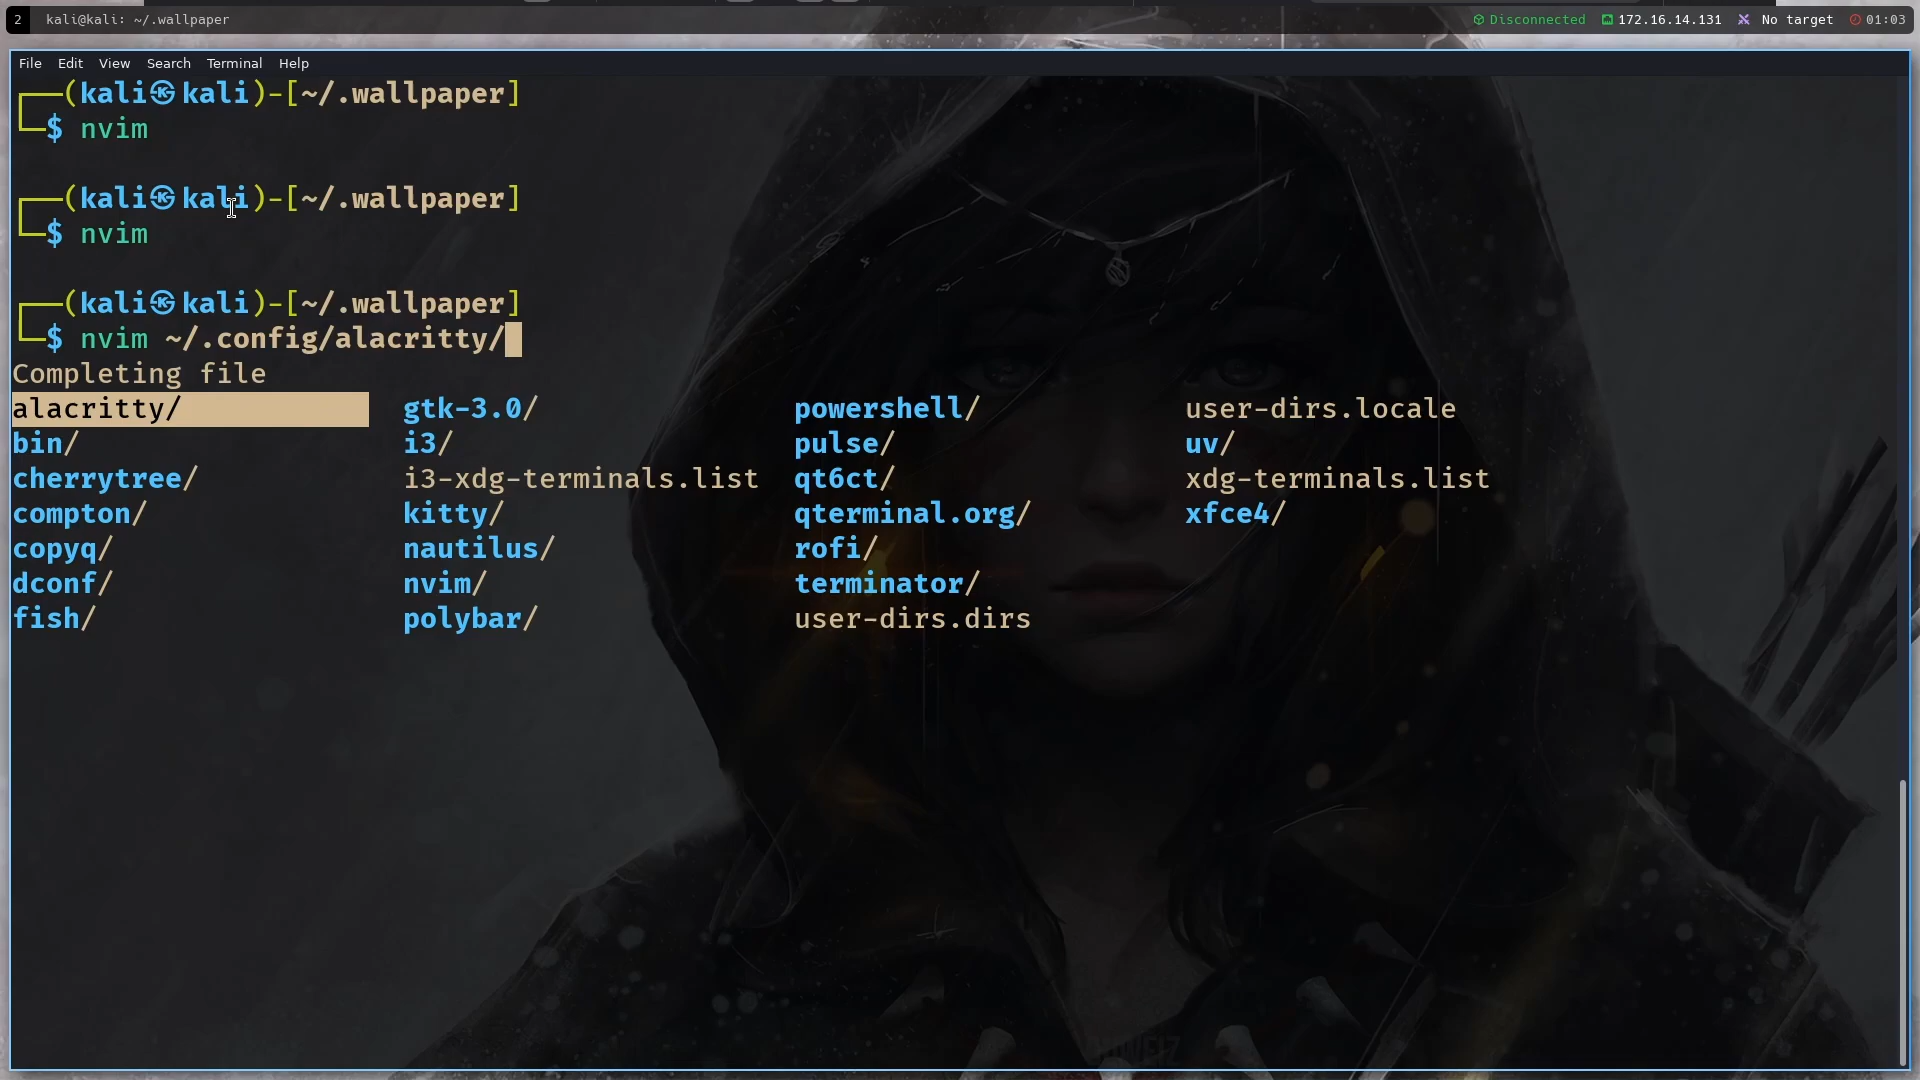 2 kali@kali: ~/.wallpaper Disconnected 172.16.14.131 No target 01:03
File Edit View Search Terminal Help
┌──(kali㉿kali)-[~/.wallpaper]
└─$ nvim
┌──(kali㉿kali)-[~/.wallpaper]
└─$ nvim
┌──(kali㉿kali)-[~/.wallpaper]
└─$ nvim ~/.config/alacritty/
Completing file
alacritty/ gtk-3.0/ powershell/ user-dirs.locale
bin/ i3/ pulse/ uv/
cherrytree/ i3-xdg-terminals.list qt6ct/ xdg-terminals.list
compton/ kitty/ qterminal.org/ xfce4/
copyq/ nautilus/ rofi/
dconf/ nvim/ terminator/
fish/ polybar/ user-dirs.dirs